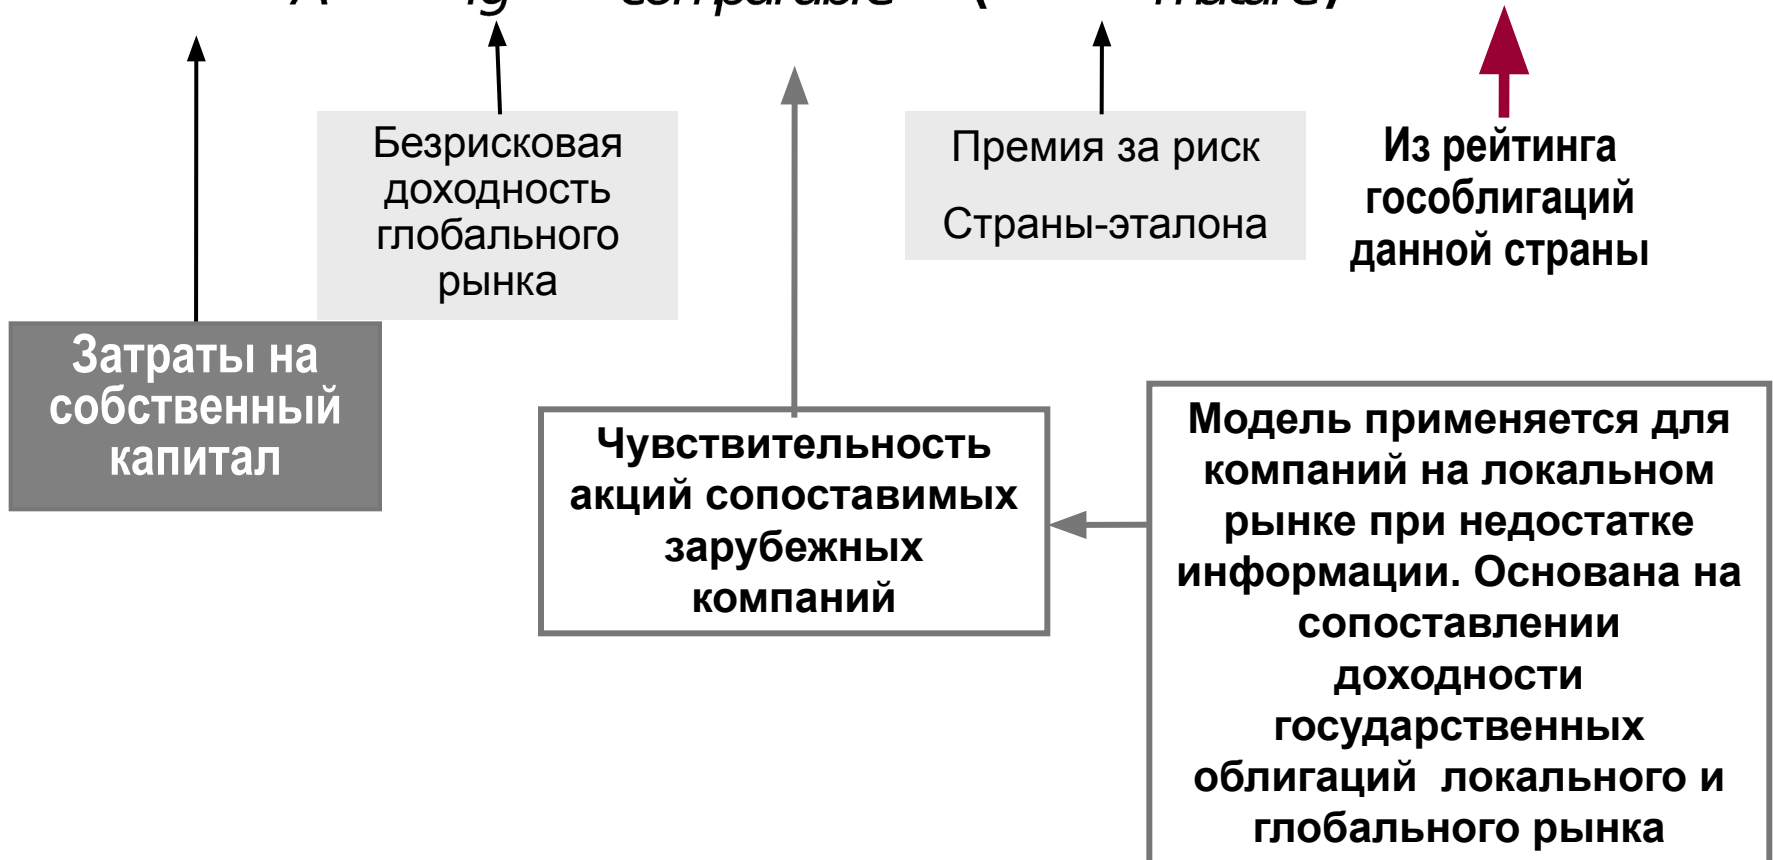 comparable (
mature)
Безрисковая
доходность
глобального
рынка
Премия за риск
Страны-эталона
Из рейтинга
гособлигаций
данной страны
Затраты на
собственный
капитал
Чувствительность
акций сопоставимых
зарубежных
компаний
Модель применяется для
компаний на локальном
рынке при недостатке
информации. Основана на
сопоставлении
доходности
государственных
облигаций локального и
глобального рынка